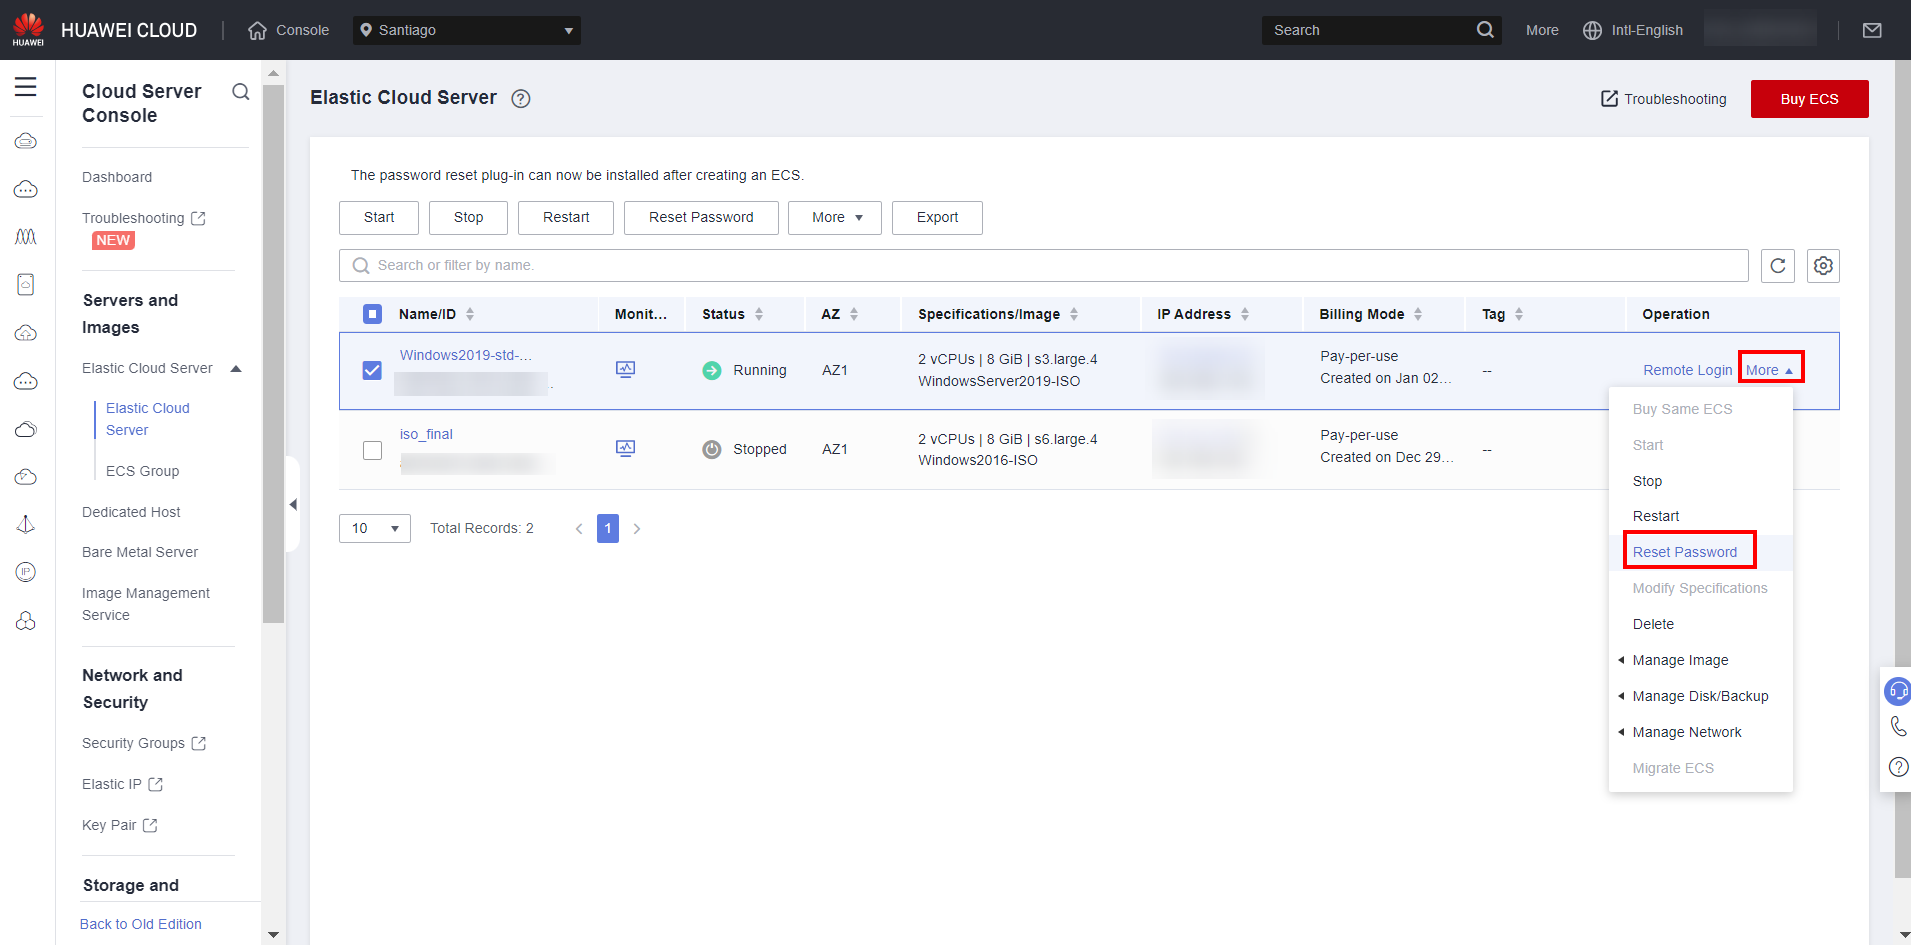 HUAWEI
HUAWEI CLOUD
Console
Santiago
Search
More
Intl-English
Cloud Server
Console
Dashboard
Troubleshooting
NEW
Servers and
Images
Elastic Cloud Server
Elastic Cloud
Server
ECS Group
Dedicated Host
Bare Metal Server
Image Management
Service
Network and
Security
Security Groups
Elastic IP
Key Pair
Storage and
Back to Old Edition
Elastic Cloud Server
Troubleshooting
Buy ECS
The password reset plug-in can now be installed after creating an ECS.
Start Stop Restart Reset Password More Export
Search or filter by name.
Name/ID Monit... Status AZ Specifications/Image IP Address Billing Mode Tag Operation
Windows2019-std-...
Running AZ1
2 vCPUs | 8 GiB | s3.large.4
WindowsServer2019-ISO
Pay-per-use
Created on Jan 02...
--
Remote Login More
iso_final
Stopped AZ1
2 vCPUs | 8 GiB | s6.large.4
Windows2016-ISO
Pay-per-use
Created on Dec 29...
--
10 Total Records: 2 < 1 >
Buy Same ECS
Start
Stop
Restart
Reset Password
Modify Specifications
Delete
Manage Image
Manage Disk/Backup
Manage Network
Migrate ECS
IP